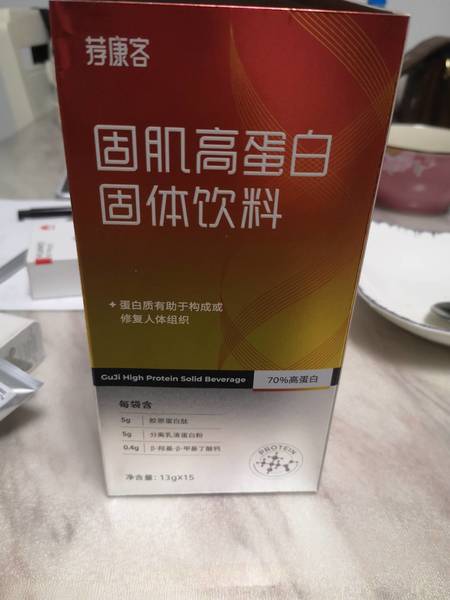 荐康客
固肌高蛋白
固体饮料
+ 蛋白质有助于构成或
修复人体组织
GuJi High Protein Solid Beverage 70%高蛋白
每袋含
5g 胶原蛋白肽
5g 分离乳清蛋白粉
0.4g β-羟基-β-甲基丁酸钙
PROTEIN
净含量: 13gX15